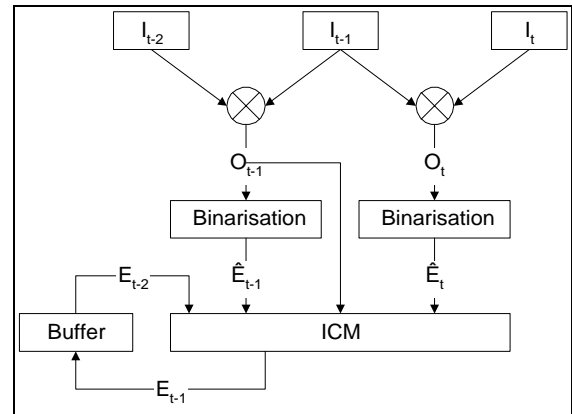 I_{t-2} I_{t-1} I_t
O_{t-1} O_t
Binarisation Binarisation
E_{t-2} Ê_{t-1} Ê_t
Buffer ICM
E_{t-1}